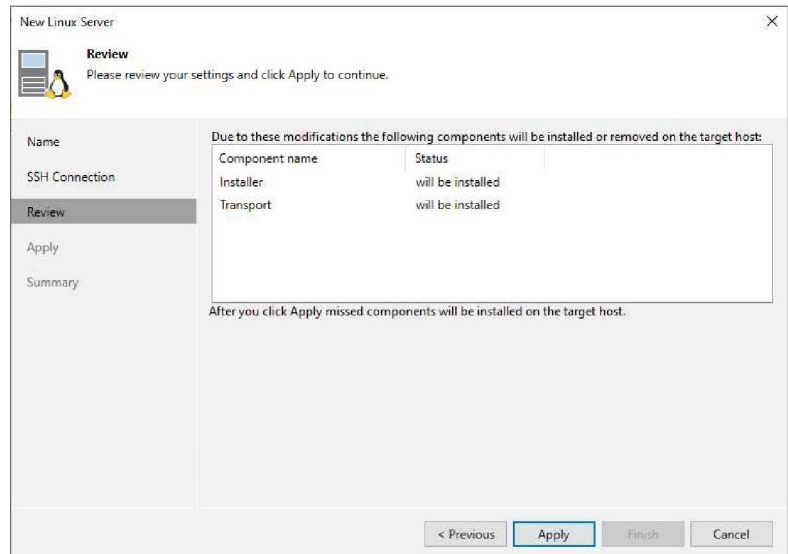 New Linux Server
Review
Please review your settings and click Apply to continue.
Name
SSH Connection
Review
Apply
Summary
Due to these modifications the following components will be installed or removed on the target host:
Component name Status
Installer will be installed
Transport will be installed
After you click Apply missed components will be installed on the target host.
< Previous Apply Finish Cancel